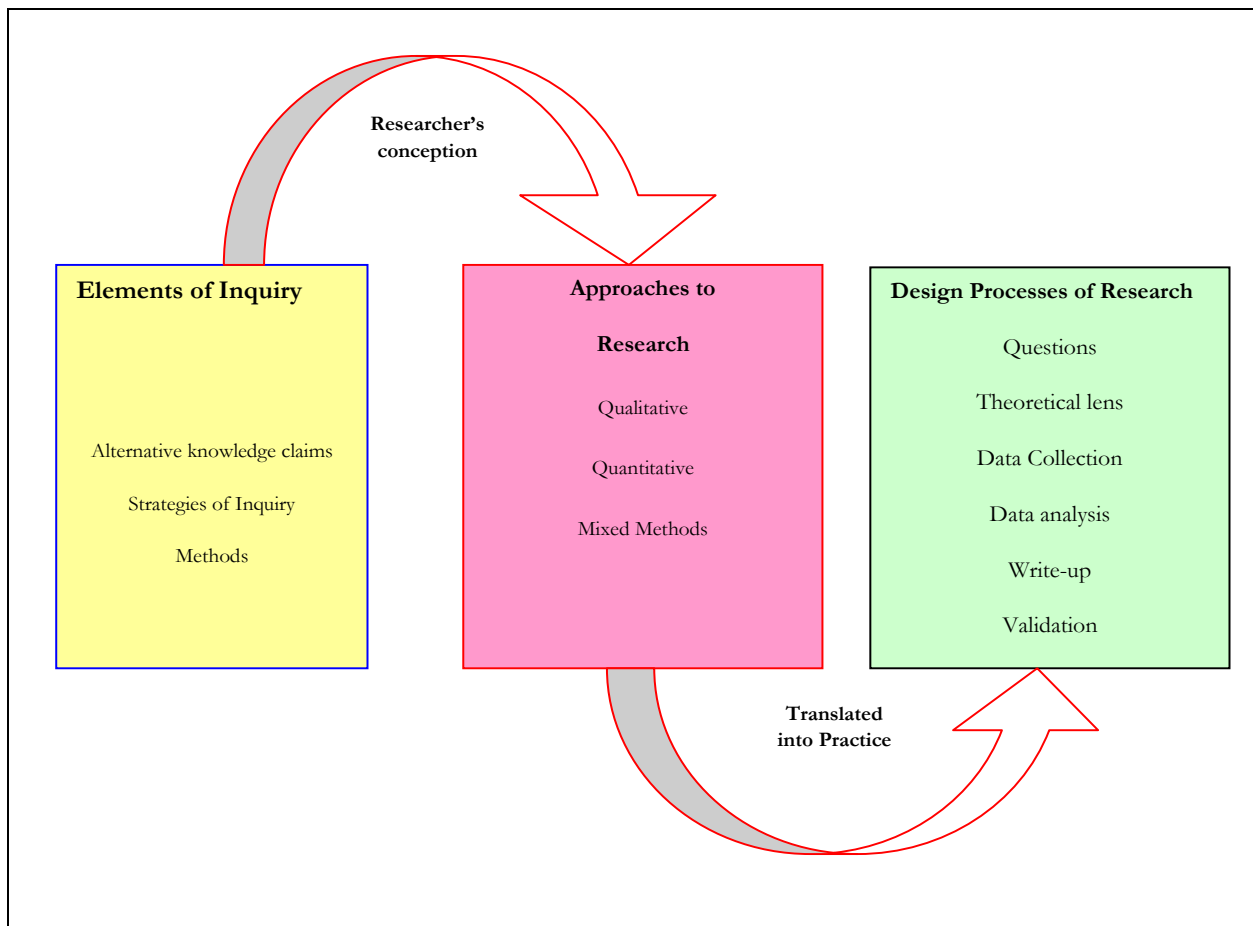 Researcher’s
conception
Elements of Inquiry
Alternative knowledge claims
Strategies of Inquiry
Methods
Approaches to
Research
Qualitative
Quantitative
Mixed Methods
Design Processes of Research
Questions
Theoretical lens
Data Collection
Data analysis
Write-up
Validation
Translated
into Practice